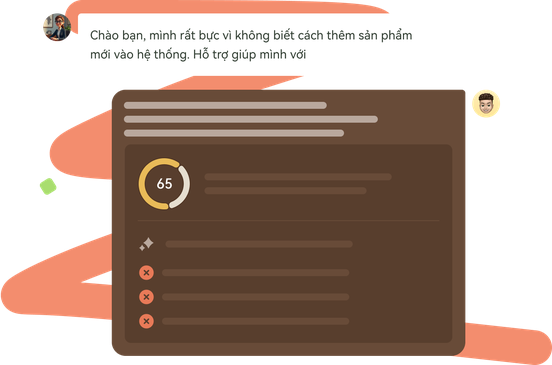 Chào bạn, mình rất bực vì không biết cách thêm sản phẩm
mới vào hệ thống. Hỗ trợ giúp mình với
65